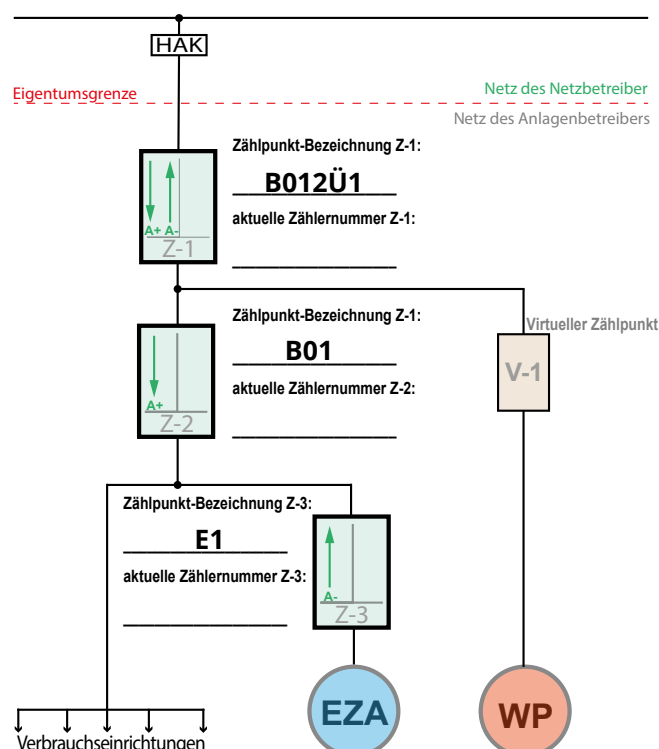 HAK
Eigentumsgrenze
Netz des Netzbetreiber
Netz des Anlagenbetreibers
Zählpunkt-Bezeichnung Z-1:
B012Ü1
aktuelle Zählernummer Z-1:
A+ A-
Z-1
Zählpunkt-Bezeichnung Z-1:
Virtueller Zählpunkt
B01
V-1
aktuelle Zählernummer Z-2:
A+
Z-2
Zählpunkt-Bezeichnung Z-3:
E1
aktuelle Zählernummer Z-3:
A-
Z-3
EZA
WP
Verbrauchseinrichtungen